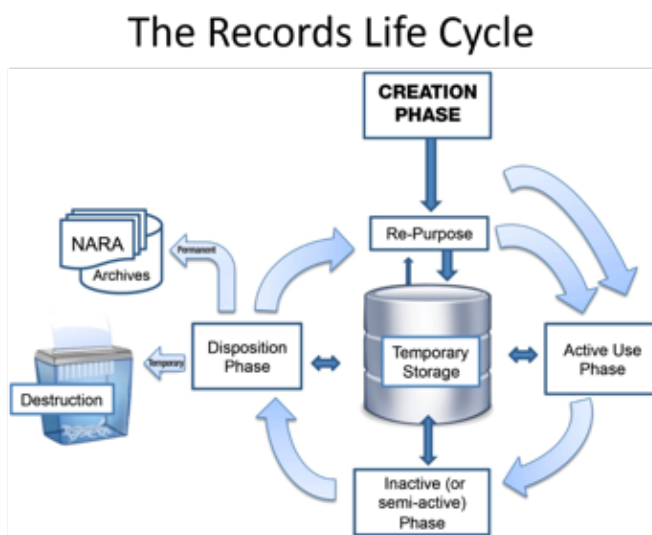 The Records Life Cycle
CREATION
PHASE
NARA
Archives
Permanent
Re-Purpose
Disposition
Phase
Temporary
Destruction
Temporary
Storage
Active Use
Phase
Inactive (or
semi-active)
Phase